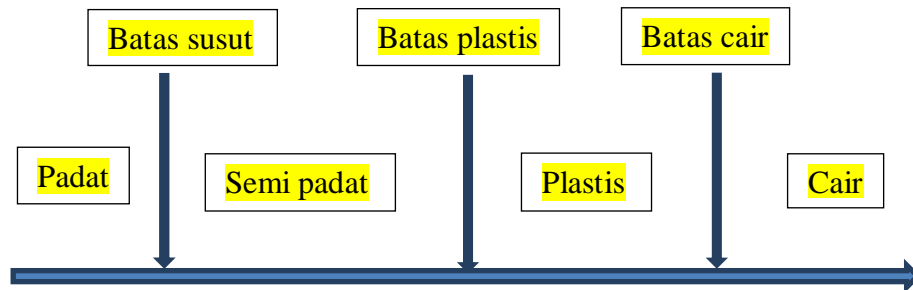 Batas susut
Batas plastis
Batas cair
Padat
Semi padat
Plastis
Cair